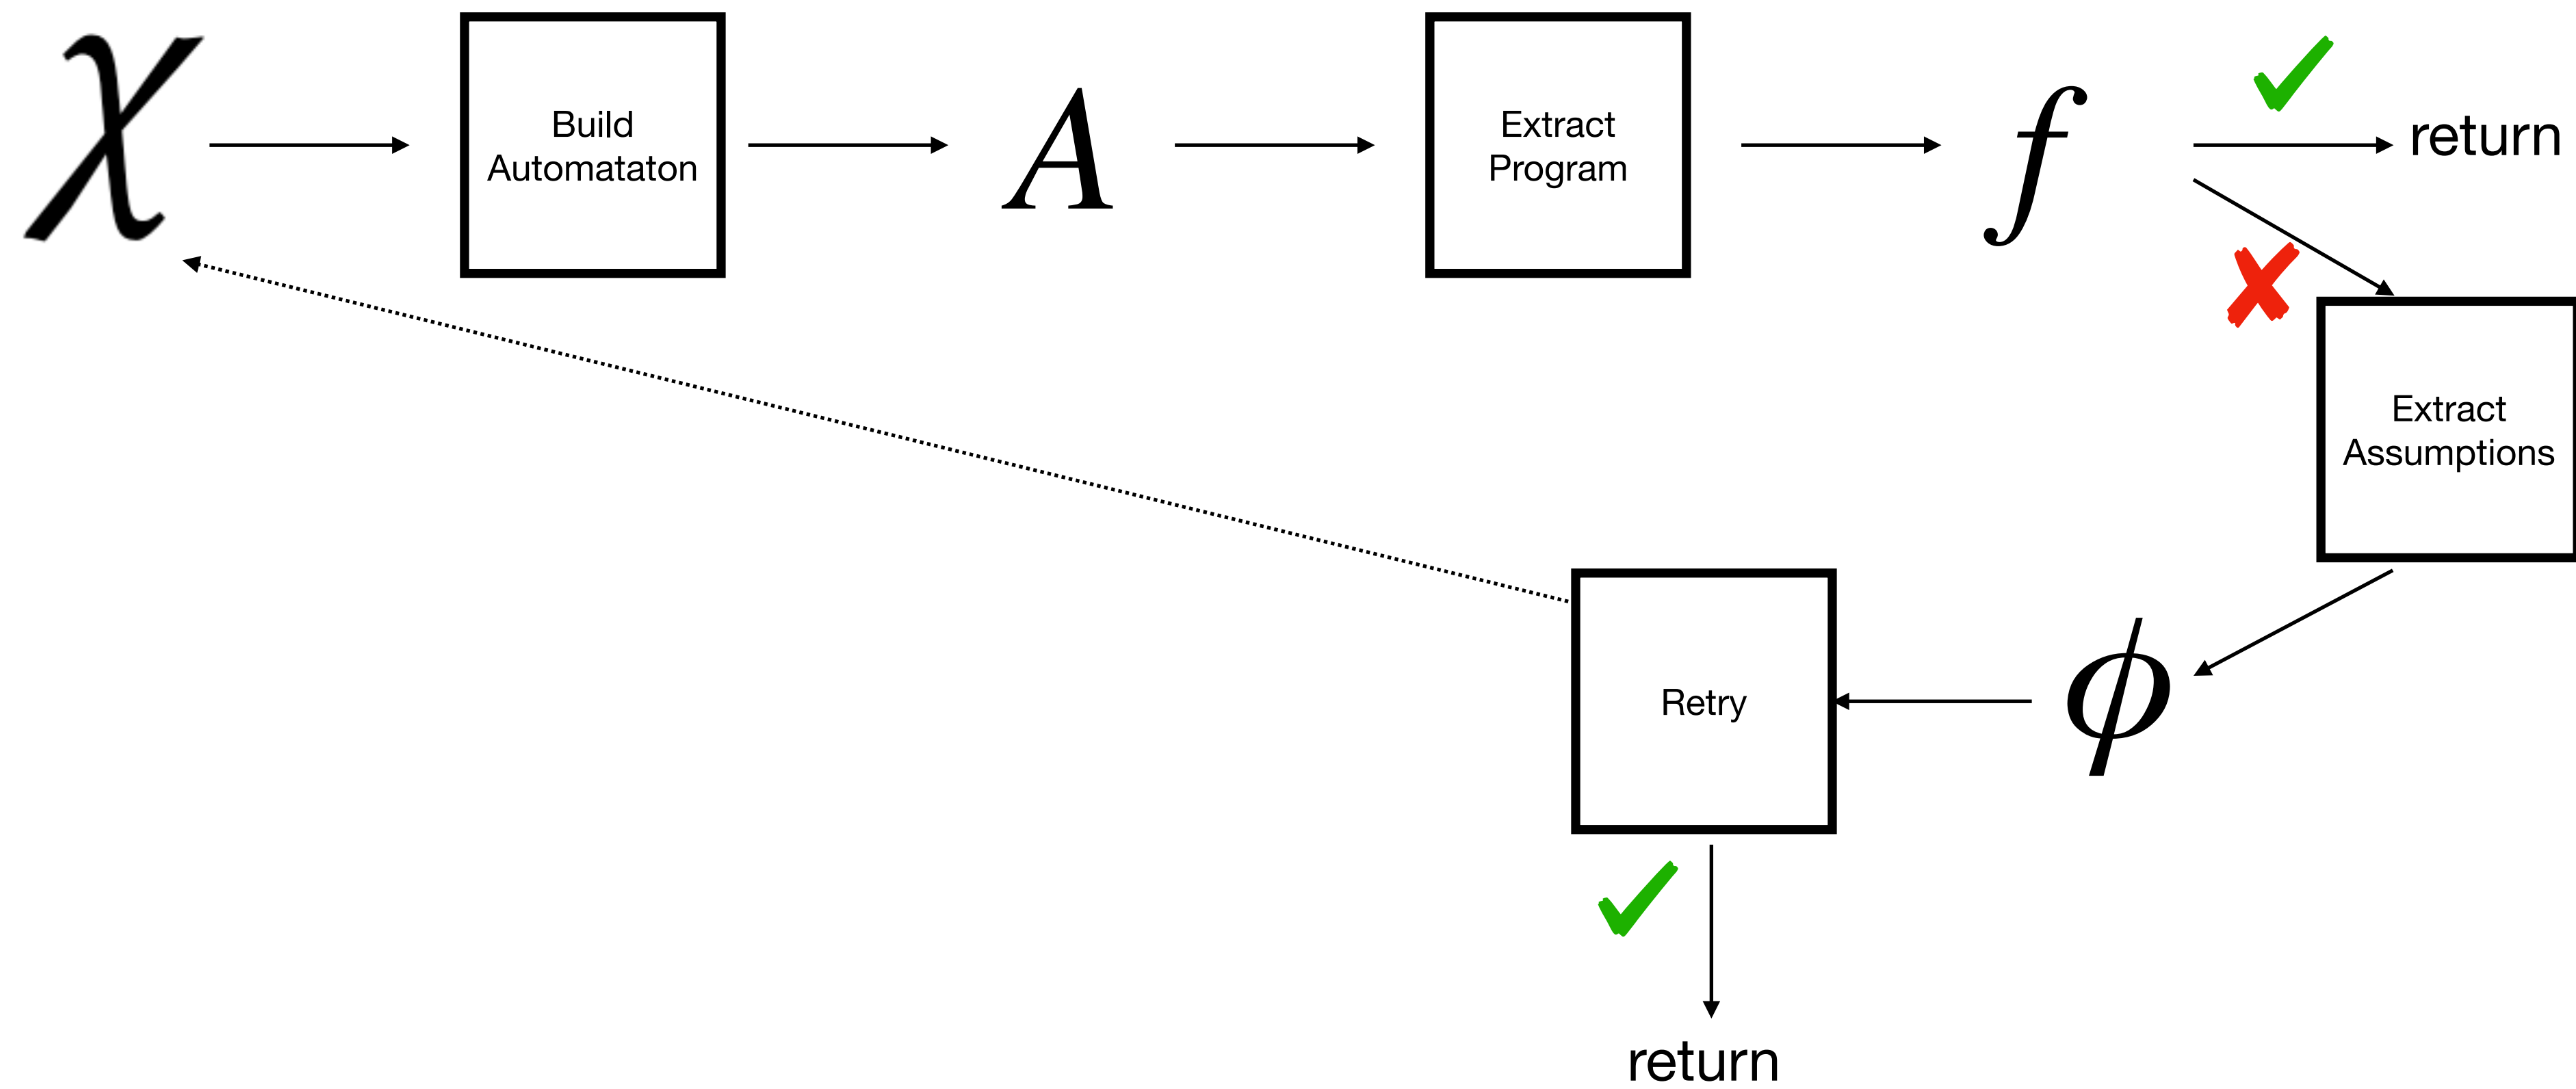 χ
Build
Automataton
A
Extract
Program
f
return
Extract
Assumptions
ϕ
Retry
return